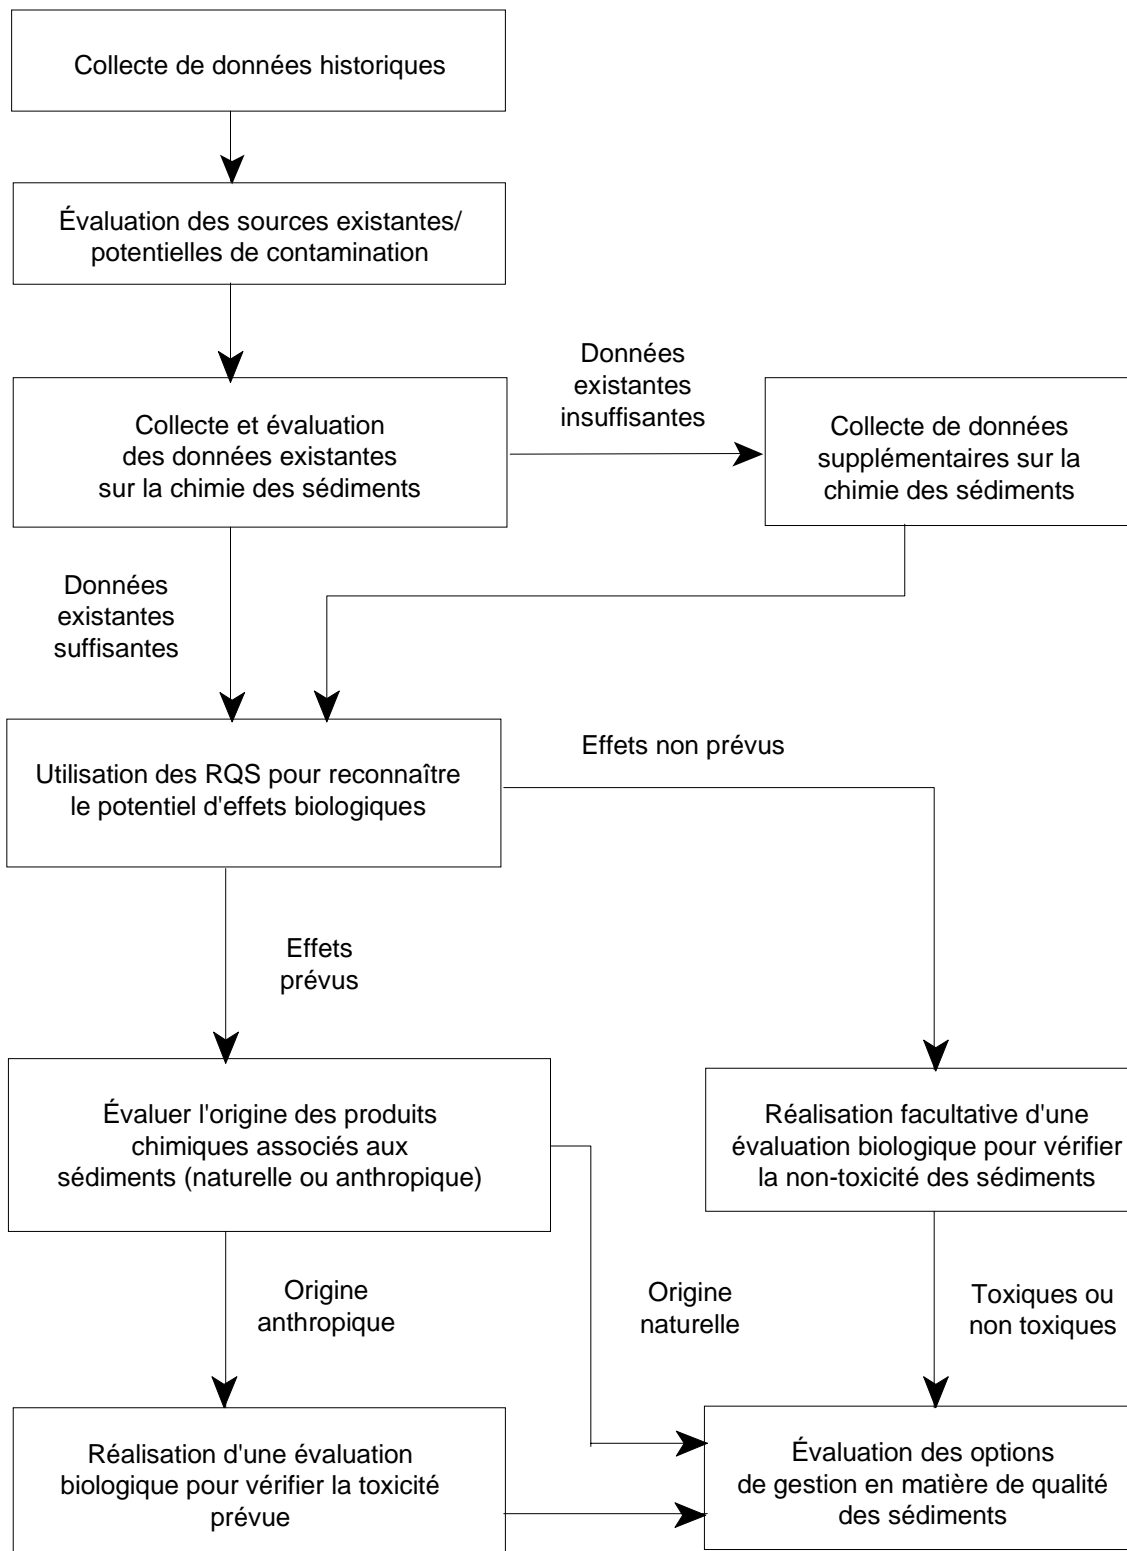 Collecte de données historiques
Évaluation des sources existantes/
potentielles de contamination
Données
existantes
insuffisantes
Collecte et évaluation
des données existantes
sur la chimie des sédiments
Collecte de données
supplémentaires sur la
chimie des sédiments
Données
existantes
suffisantes
Utilisation des RQS pour reconnaître
le potentiel d'effets biologiques
Effets non prévus
Effets
prévus
Évaluer l'origine des produits
chimiques associés aux
sédiments (naturelle ou anthropique)
Réalisation facultative d'une
évaluation biologique pour vérifier
la non-toxicité des sédiments
Origine
anthropique
Origine
naturelle
Toxiques ou
non toxiques
Réalisation d'une évaluation
biologique pour vérifier la toxicité
prévue
Évaluation des options
de gestion en matière de qualité
des sédiments